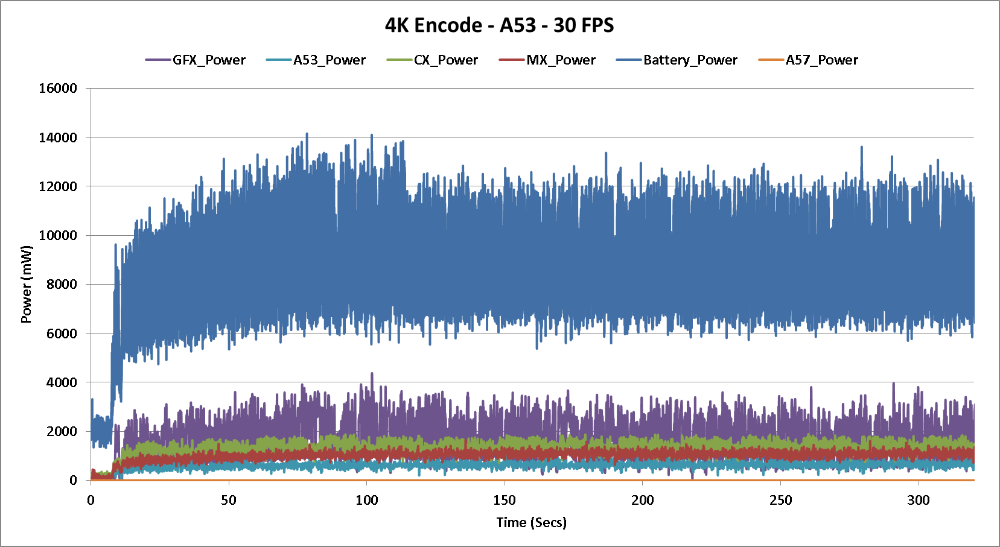 4K Encode - A53 - 30 FPS
GFX_Power A53_Power CX_Power MX_Power Battery_Power A57_Power
16000
14000
12000
10000
8000
6000
4000
2000
0
Power (mW)
0 50 100 150 200 250 300
Time (Secs)